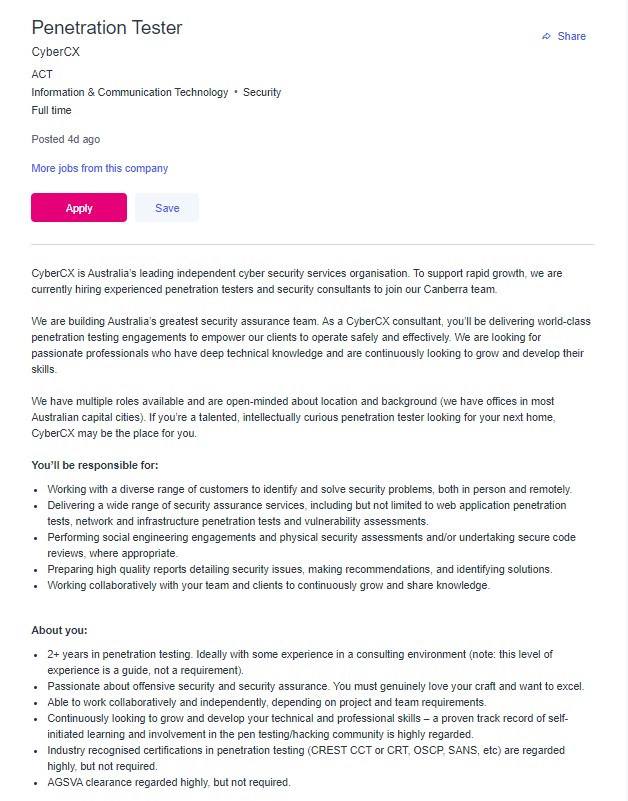 Penetration Tester
Share
CyberCX
ACT
Information & Communication Technology • Security
Full time
Posted 4d ago
More jobs from this company
Apply
Save
CyberCX is Australia's leading independent cyber security services organisation. To support rapid growth, we are
currently hiring experienced penetration testers and security consultants to join our Canberra team.
We are building Australia's greatest security assurance team. As a CyberCX consultant, you'll be delivering world-class
penetration testing engagements to empower our clients to operate safely and effectively. We are looking for
passionate professionals who have deep technical knowledge and are continuously looking to grow and develop their
skills.
We have multiple roles available and are open-minded about location and background (we have offices in most
Australian capital cities). If you're a talented, intellectually curious penetration tester looking for your next home,
CyberCX may be the place for you.
You'll be responsible for:
• Working with a diverse range of customers to identify and solve security problems, both in person and remotely.
• Delivering a wide range of security assurance services, including but not limited to web application penetration
tests, network and infrastructure penetration tests and vulnerability assessments.
• Performing social engineering engagements and physical security assessments and/or undertaking secure code
reviews, where appropriate.
• Preparing high quality reports detailing security issues, making recommendations, and identifying solutions.
• Working collaboratively with your team and clients to continuously grow and share knowledge.
About you:
• 2+ years in penetration testing. Ideally with some experience in a consulting environment (note: this level of
experience is a guide, not a requirement).
• Passionate about offensive security and security assurance. You must genuinely love your craft and want to excel.
• Able to work collaboratively and independently, depending on project and team requirements.
• Continuously looking to grow and develop your technical and professional skills – a proven track record of self-
initiated learning and involvement in the pen testing/hacking community is highly regarded.
• Industry recognised certifications in penetration testing (CREST CCT or CRT, OSCP, SANS, etc) are regarded
highly, but not required.
• AGSVA clearance regarded highly, but not required.